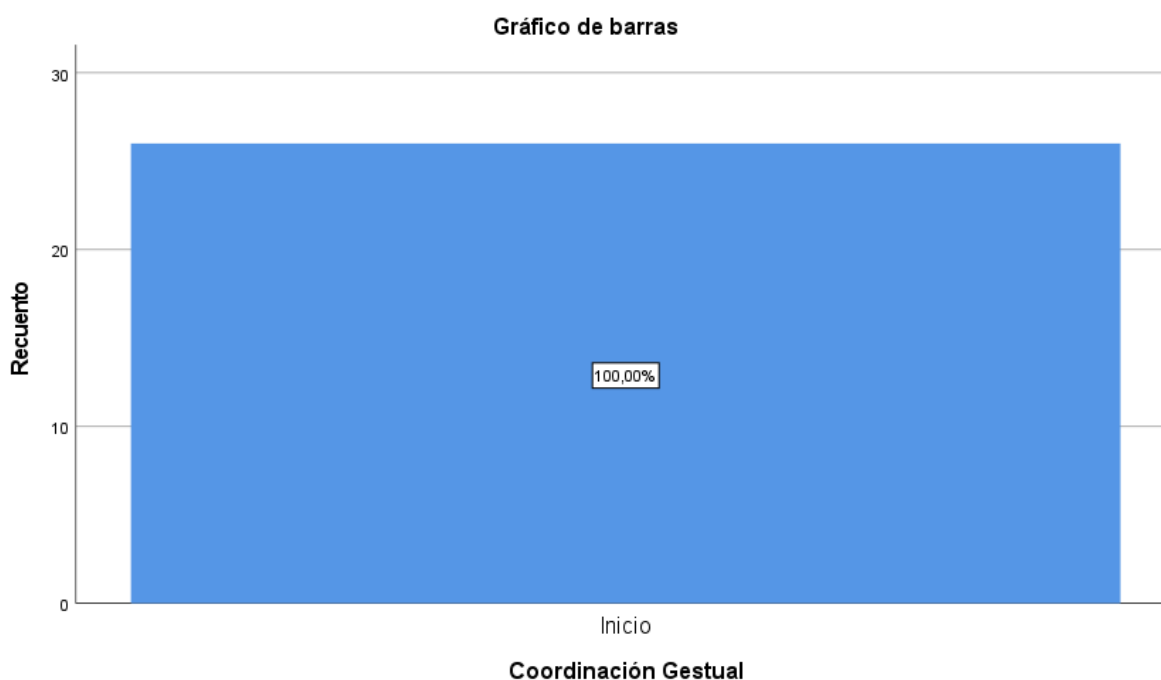 Gráfico de barras
30
20
10
0
Recuento
100,00%
Inicio
Coordinación Gestual